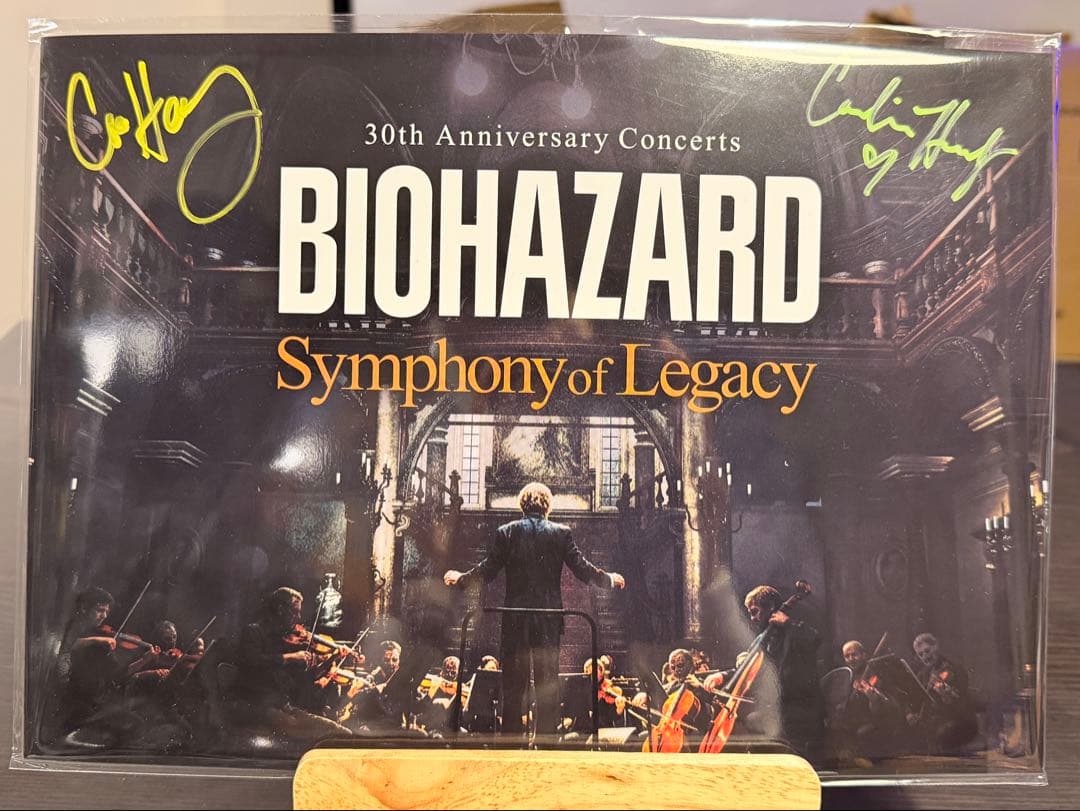 30th Anniversary Concerts
BIOHAZARD
Symphony of Legacy